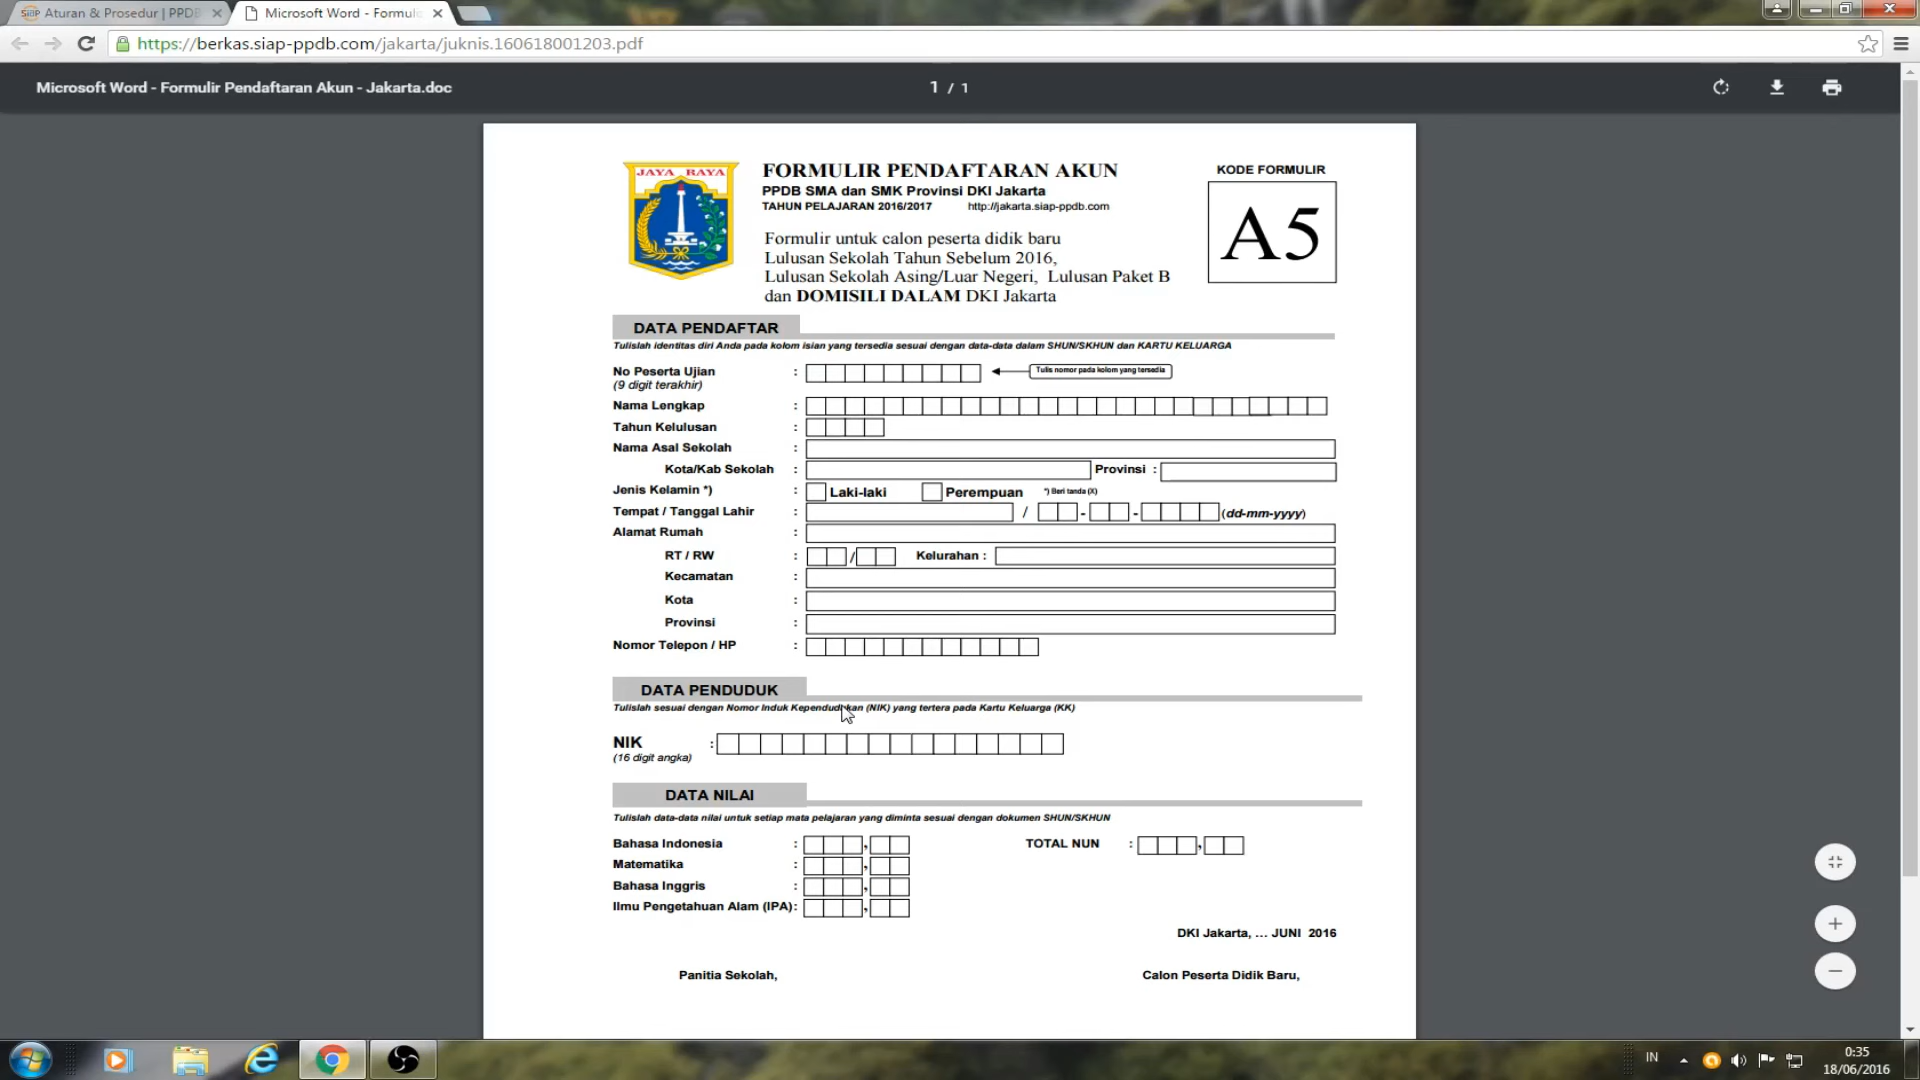 Aturan & Prosedur | PPDB
Microsoft Word - Formuli
https://berkas.siap-ppdb.com/jakarta/juknis.160618001203.pdf
Microsoft Word - Formulir Pendaftaran Akun - Jakarta.doc
1 / 1
JAYA RAYA
FORMULIR PENDAFTARAN AKUN
PPDB SMA dan SMK Provinsi DKI Jakarta
TAHUN PELAJARAN 2016/2017 http://jakarta.siap-ppdb.com
KODE FORMULIR
A5
Formulir untuk calon peserta didik baru
Lulusan Sekolah Tahun Sebelum 2016,
Lulusan Sekolah Asing/Luar Negeri, Lulusan Paket B
dan DOMISILI DALAM DKI Jakarta
DATA PENDAFTAR
Tulislah identitas diri Anda pada kolom isian yang tersedia sesuai dengan data-data dalam SHUN/SKHUN dan KARTU KELUARGA
No Peserta Ujian : Tulis nomor pada kolom yang tersedia
(9 digit terakhir)
Nama Lengkap :
Tahun Kelulusan :
Nama Asal Sekolah :
Kota/Kab Sekolah : Provinsi :
Jenis Kelamin *) : Laki-laki Perempuan *) Beri tanda (X)
Tempat / Tanggal Lahir : / - - (dd-mm-yyyy)
Alamat Rumah :
RT / RW : / Kelurahan :
Kecamatan :
Kota :
Provinsi :
Nomor Telepon / HP :
DATA PENDUDUK
Tulislah sesuai dengan Nomor Induk Kependudukan (NIK) yang tertera pada Kartu Keluarga (KK)
NIK :
(16 digit angka)
DATA NILAI
Tulislah data-data nilai untuk setiap mata pelajaran yang diminta sesuai dengan dokumen SHUN/SKHUN
Bahasa Indonesia : , TOTAL NUN : ,
Matematika : ,
Bahasa Inggris : ,
Ilmu Pengetahuan Alam (IPA): ,
DKI Jakarta, ... JUNI 2016
Panitia Sekolah, Calon Peserta Didik Baru,
IN
0:35
18/06/2016